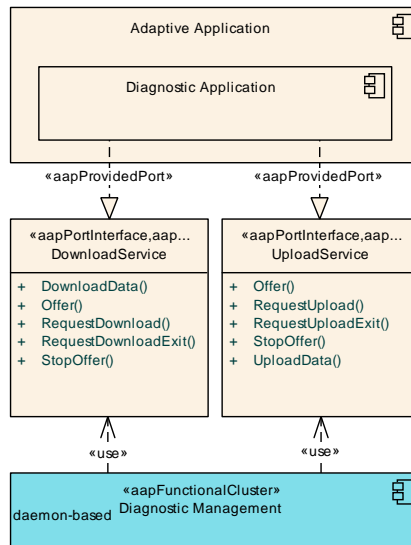 Adaptive Application
Diagnostic Application
«aapProvidedPort» «aapProvidedPort»
«aapPortInterface,aap...
DownloadService
+ DownloadData()
+ Offer()
+ RequestDownload()
+ RequestDownloadExit()
+ StopOffer()
«aapPortInterface,aap...
UploadService
+ Offer()
+ RequestUpload()
+ RequestUploadExit()
+ StopOffer()
+ UploadData()
«use» «use»
«aapFunctionalCluster»
Diagnostic Management
daemon-based